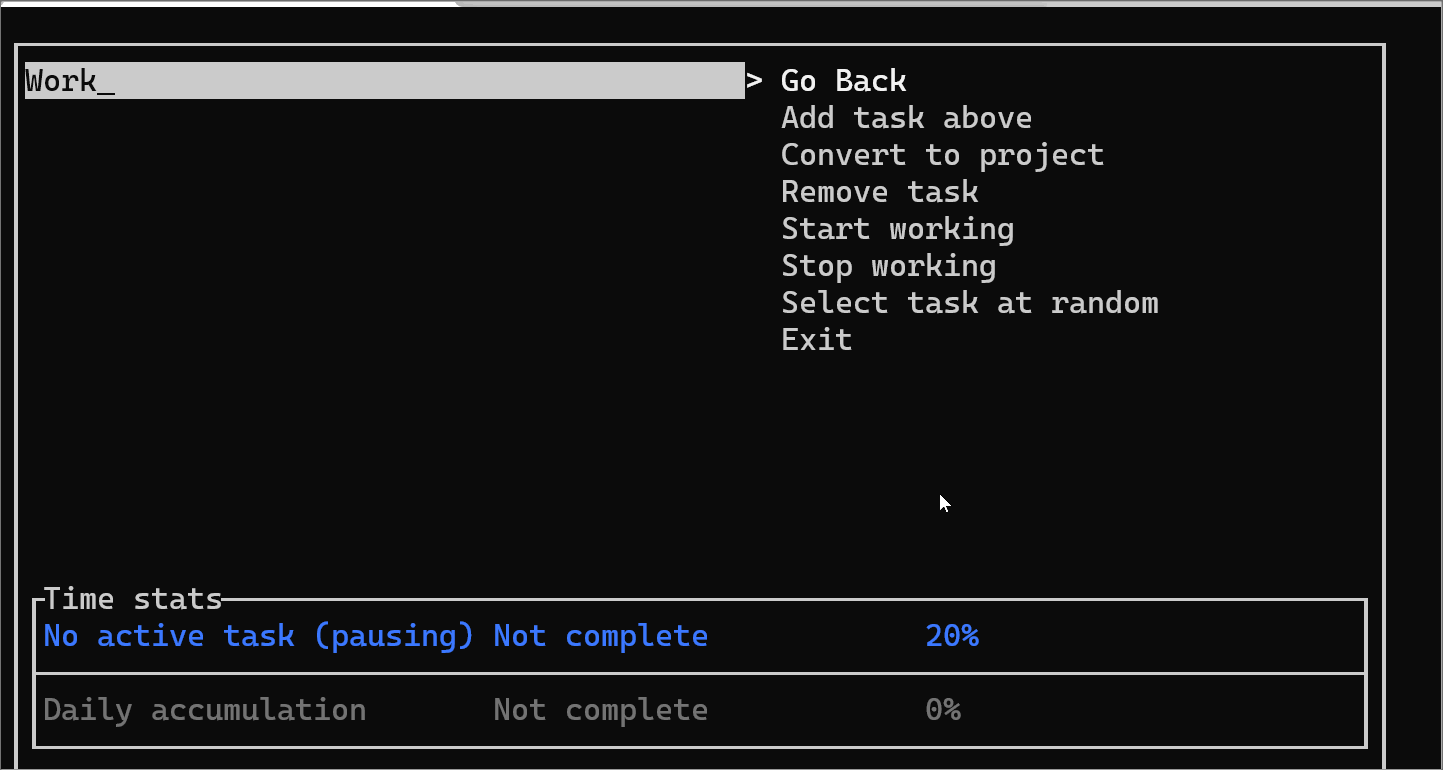 Work_
> Go Back
Add task above
Convert to project
Remove task
Start working
Stop working
Select task at random
Exit
Time stats
No active task (pausing) Not complete 20%
Daily accumulation Not complete 0%